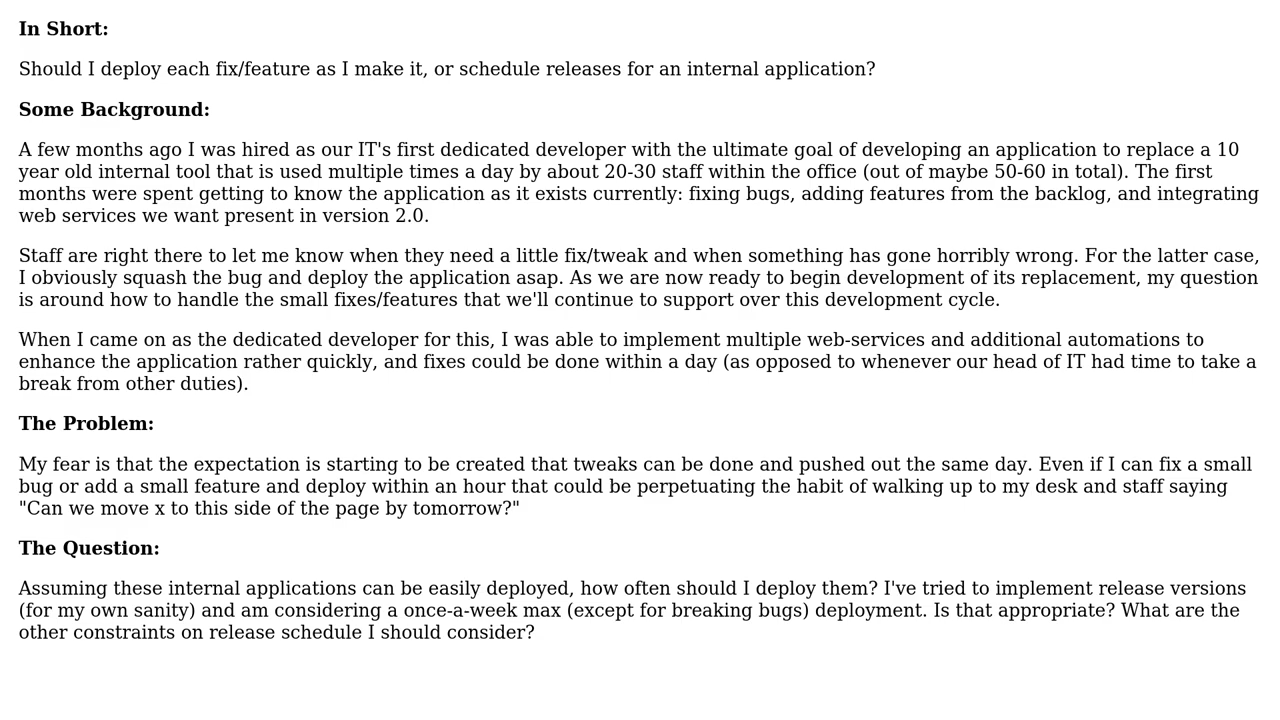 In Short:
Should I deploy each fix/feature as I make it, or schedule releases for an internal application?
Some Background:
A few months ago I was hired as our IT's first dedicated developer with the ultimate goal of developing an application to replace a 10
year old internal tool that is used multiple times a day by about 20-30 staff within the office (out of maybe 50-60 in total). The first
months were spent getting to know the application as it exists currently: fixing bugs, adding features from the backlog, and integrating
web services we want present in version 2.0.
Staff are right there to let me know when they need a little fix/tweak and when something has gone horribly wrong. For the latter case,
I obviously squash the bug and deploy the application asap. As we are now ready to begin development of its replacement, my question
is around how to handle the small fixes/features that we'll continue to support over this development cycle.
When I came on as the dedicated developer for this, I was able to implement multiple web-services and additional automations to
enhance the application rather quickly, and fixes could be done within a day (as opposed to whenever our head of IT had time to take a
break from other duties).
The Problem:
My fear is that the expectation is starting to be created that tweaks can be done and pushed out the same day. Even if I can fix a small
bug or add a small feature and deploy within an hour that could be perpetuating the habit of walking up to my desk and staff saying
"Can we move x to this side of the page by tomorrow?"
The Question:
Assuming these internal applications can be easily deployed, how often should I deploy them? I've tried to implement release versions
(for my own sanity) and am considering a once-a-week max (except for breaking bugs) deployment. Is that appropriate? What are the
other constraints on release schedule I should consider?